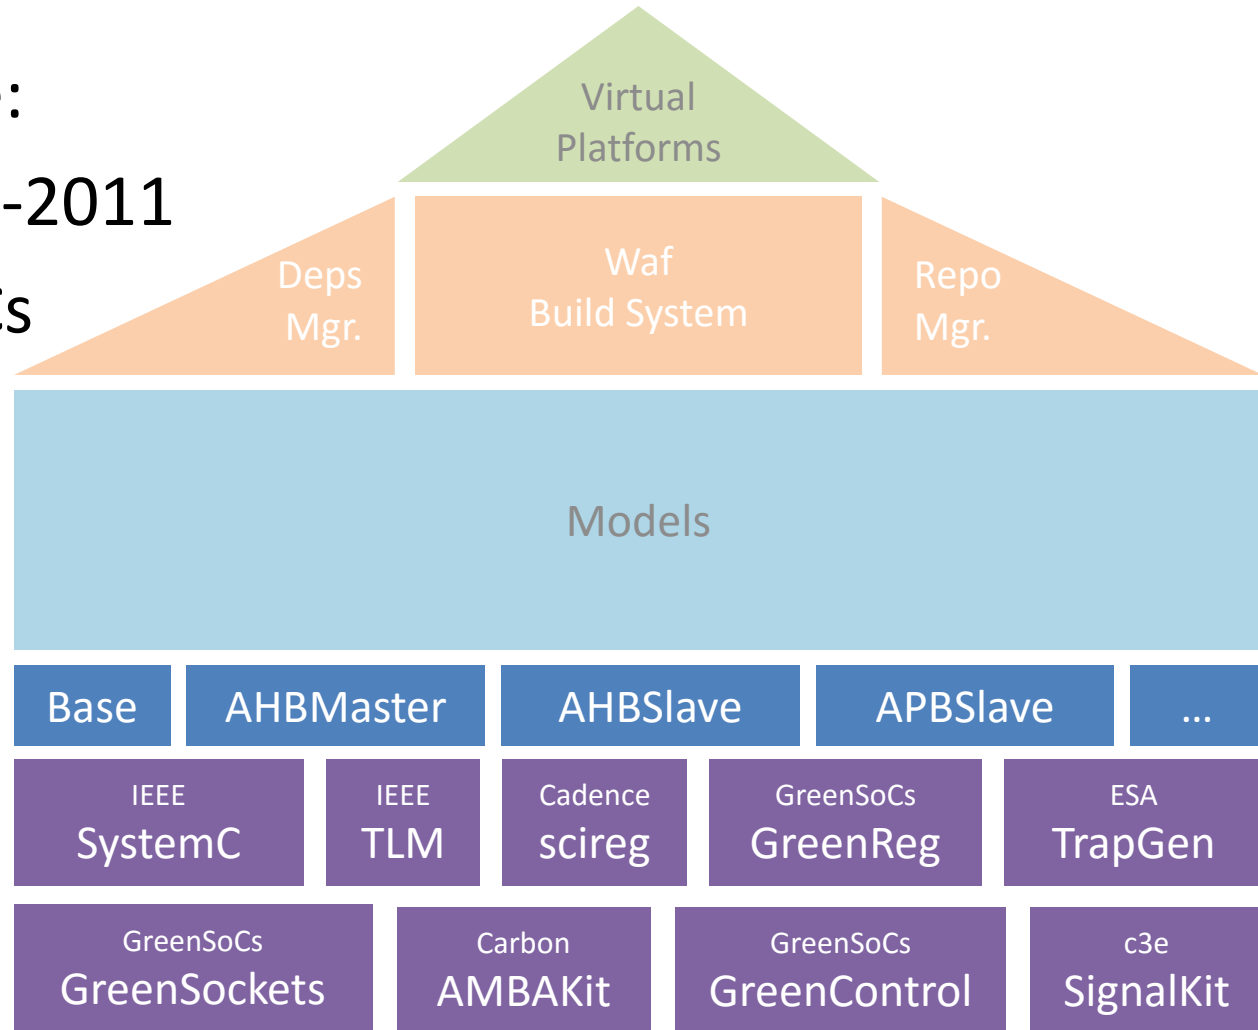 Virtual
Platforms
-2011
Deps
Mgr.
Waf
Build System
Repo
Mgr.
Models
Base
AHBMaster
AHBSlave
APBSlave
...
IEEE
SystemC
IEEE
TLM
Cadence
scireg
GreenSoCs
GreenReg
ESA
TrapGen
GreenSoCs
GreenSockets
Carbon
AMBAKit
GreenSoCs
GreenControl
c3e
SignalKit